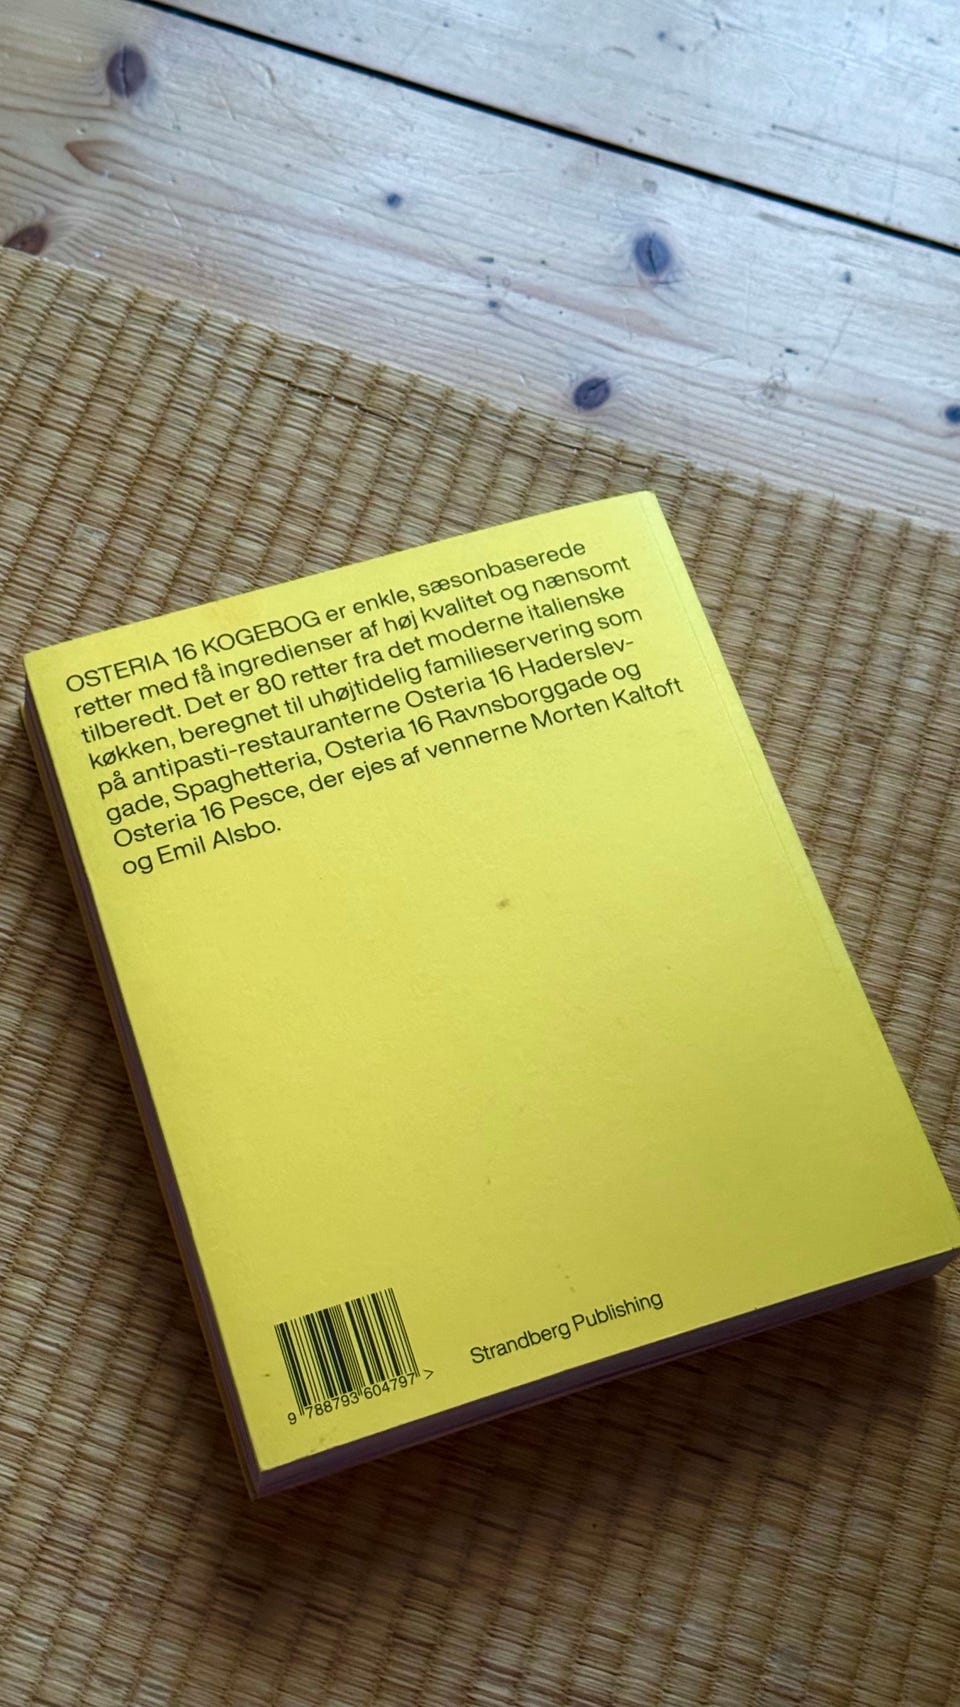 OSTERIA 16 KOGEBOG er enkle, sæsonbaserede
retter med få ingredienser af høj kvalitet og nænsomt
tilberedt. Det er 80 retter fra det moderne italienske
køkken, beregnet til uhøjtidelig familieservering som
på antipasti-restauranterne Osteria 16 Haderslev-
gade, Spaghetteria, Osteria 16 Ravnsborggade og
Osteria 16 Pesce, der ejes af vennerne Morten Kaltoft
og Emil Alsbo.
9 788793 604797 >
Strandberg Publishing